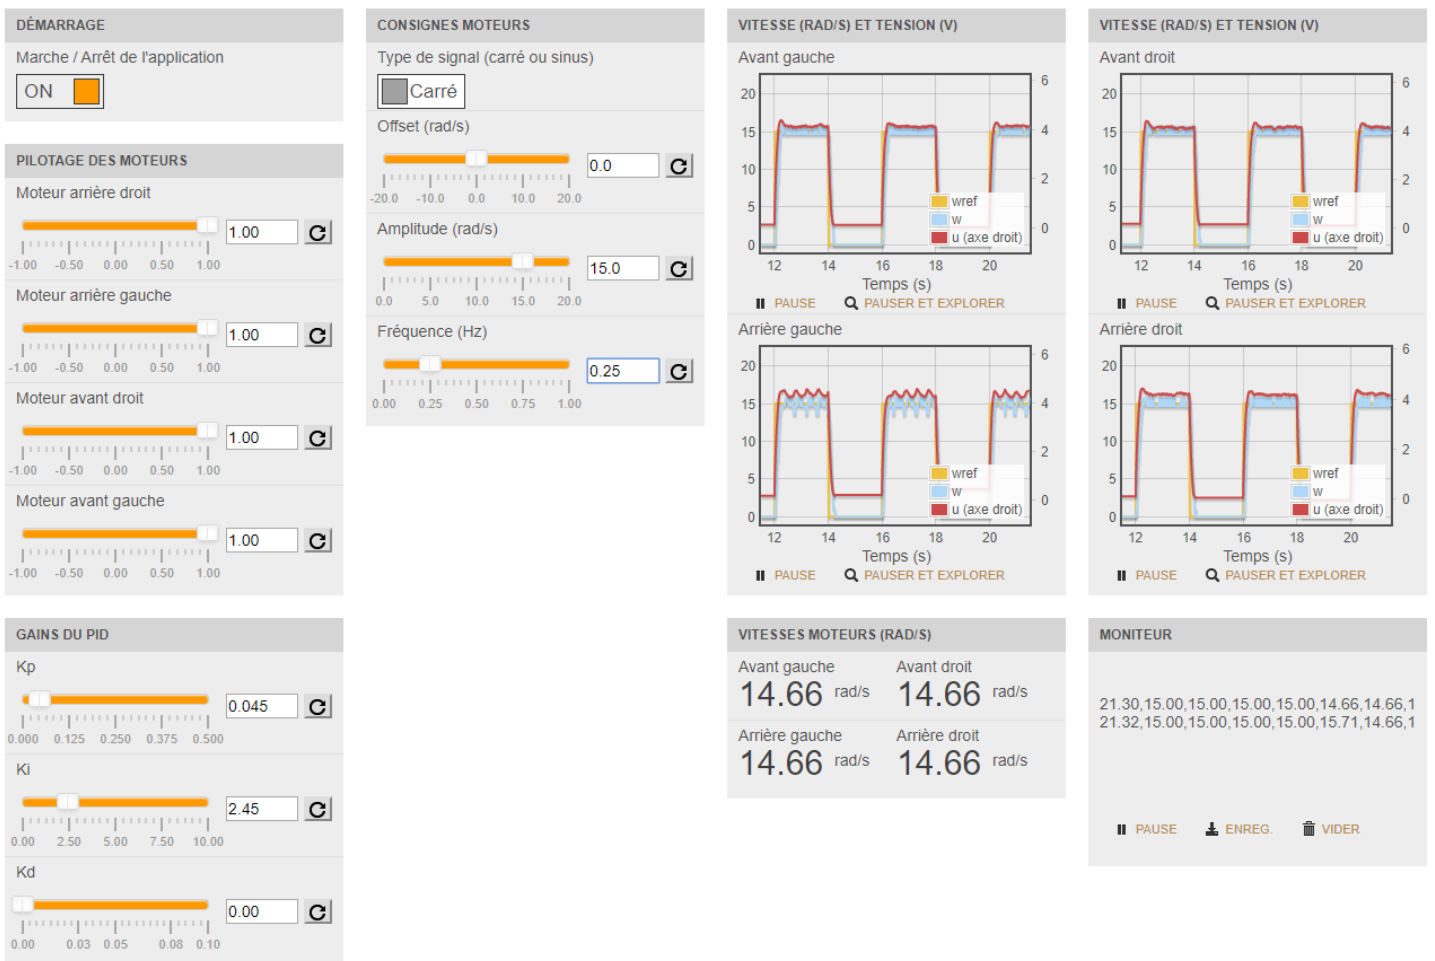 DÉMARRAGE
Marche / Arrêt de l'application
ON
PILOTAGE DES MOTEURS
Moteur arrière droit
1.00
-1.00 -0.50 0.00 0.50 1.00
Moteur arrière gauche
1.00
-1.00 -0.50 0.00 0.50 1.00
Moteur avant droit
1.00
-1.00 -0.50 0.00 0.50 1.00
Moteur avant gauche
1.00
-1.00 -0.50 0.00 0.50 1.00
GAINS DU PID
Kp
0.045
0.000 0.125 0.250 0.375 0.500
Ki
2.45
0.00 2.50 5.00 7.50 10.00
Kd
0.00
0.00 0.03 0.05 0.08 0.10
CONSIGNES MOTEURS
Type de signal (carré ou sinus)
Carré
Offset (rad/s)
0.0
-20.0 -10.0 0.0 10.0 20.0
Amplitude (rad/s)
15.0
0.0 5.0 10.0 15.0 20.0
Fréquence (Hz)
0.25
0.00 0.25 0.50 0.75 1.00
VITESSE (RAD/S) ET TENSION (V)
Avant gauche
20
15
10
5
0
6
4
2
0
wref
w
u (axe droit)
12 14 16 18 20
Temps (s)
PAUSE PAUSER ET EXPLORER
Arrière gauche
20
15
10
5
0
6
4
2
0
wref
w
u (axe droit)
12 14 16 18 20
Temps (s)
PAUSE PAUSER ET EXPLORER
VITESSE (RAD/S) ET TENSION (V)
Avant droit
20
15
10
5
0
6
4
2
0
wref
w
u (axe droit)
12 14 16 18 20
Temps (s)
PAUSE PAUSER ET EXPLORER
Arrière droit
20
15
10
5
0
6
4
2
0
wref
w
u (axe droit)
12 14 16 18 20
Temps (s)
PAUSE PAUSER ET EXPLORER
VITESSES MOTEURS (RAD/S)
Avant gauche Avant droit
14.66 rad/s 14.66 rad/s
Arrière gauche Arrière droit
14.66 rad/s 14.66 rad/s
MONITEUR
21.30,15.00,15.00,15.00,15.00,14.66,14.66,1
21.32,15.00,15.00,15.00,15.00,15.71,14.66,1
PAUSE ENREG. VIDER